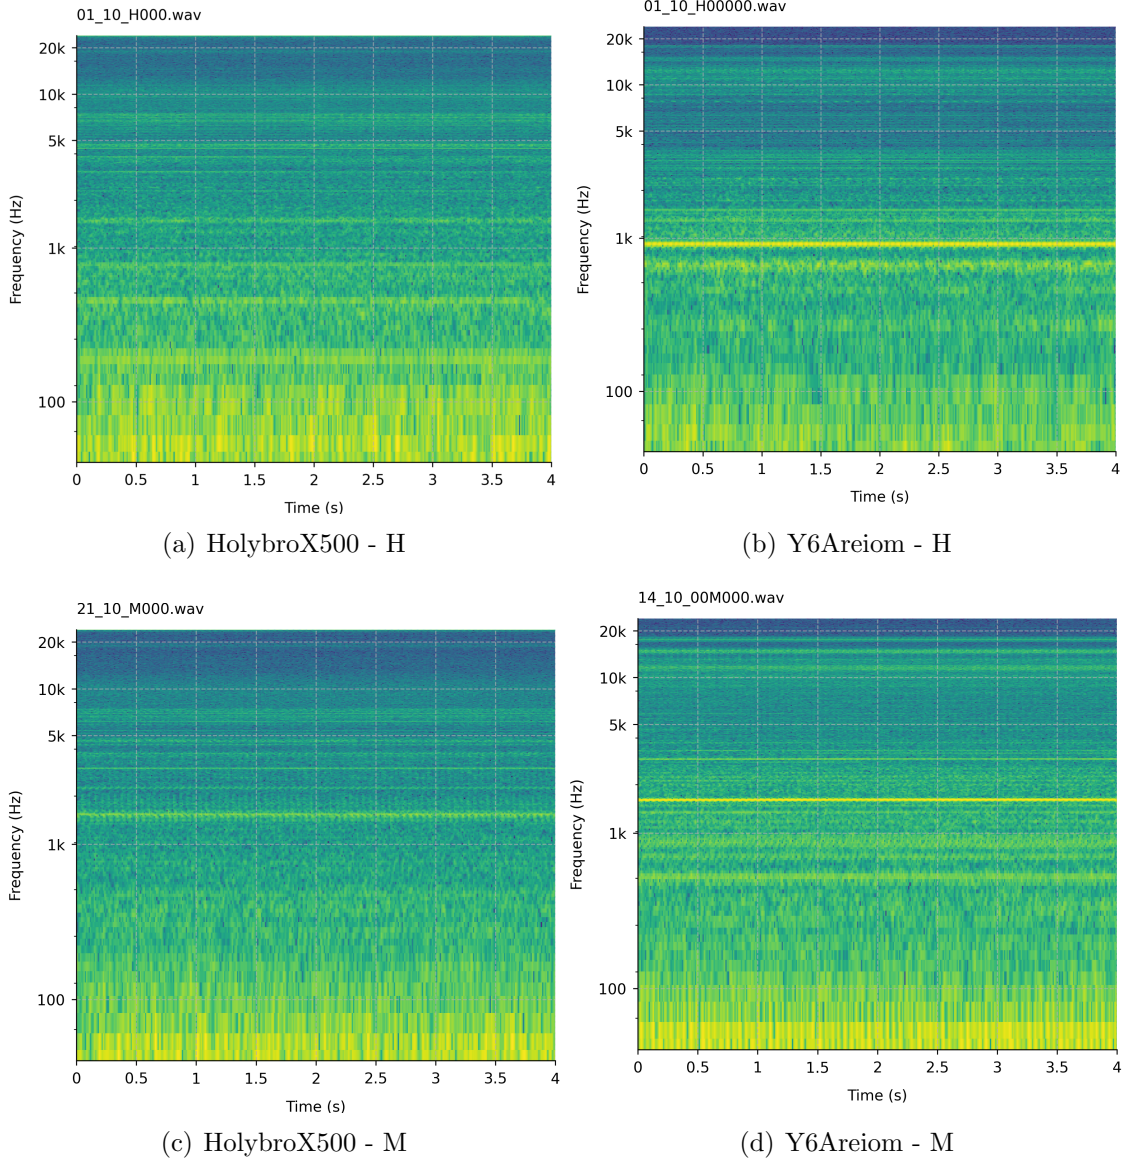 01_10_H000.wav
20k
10k
5k
1k
100
Frequency (Hz)
0 0.5 1 1.5 2 2.5 3 3.5 4
Time (s)
(a) HolybroX500 - H
01_10_H00000.wav
20k
10k
5k
1k
100
Frequency (Hz)
0 0.5 1 1.5 2 2.5 3 3.5 4
Time (s)
(b) Y6Areiom - H
21_10_M000.wav
20k
10k
5k
1k
100
Frequency (Hz)
0 0.5 1 1.5 2 2.5 3 3.5 4
Time (s)
(c) HolybroX500 - M
14_10_00M000.wav
20k
10k
5k
1k
100
Frequency (Hz)
0 0.5 1 1.5 2 2.5 3 3.5 4
Time (s)
(d) Y6Areiom - M